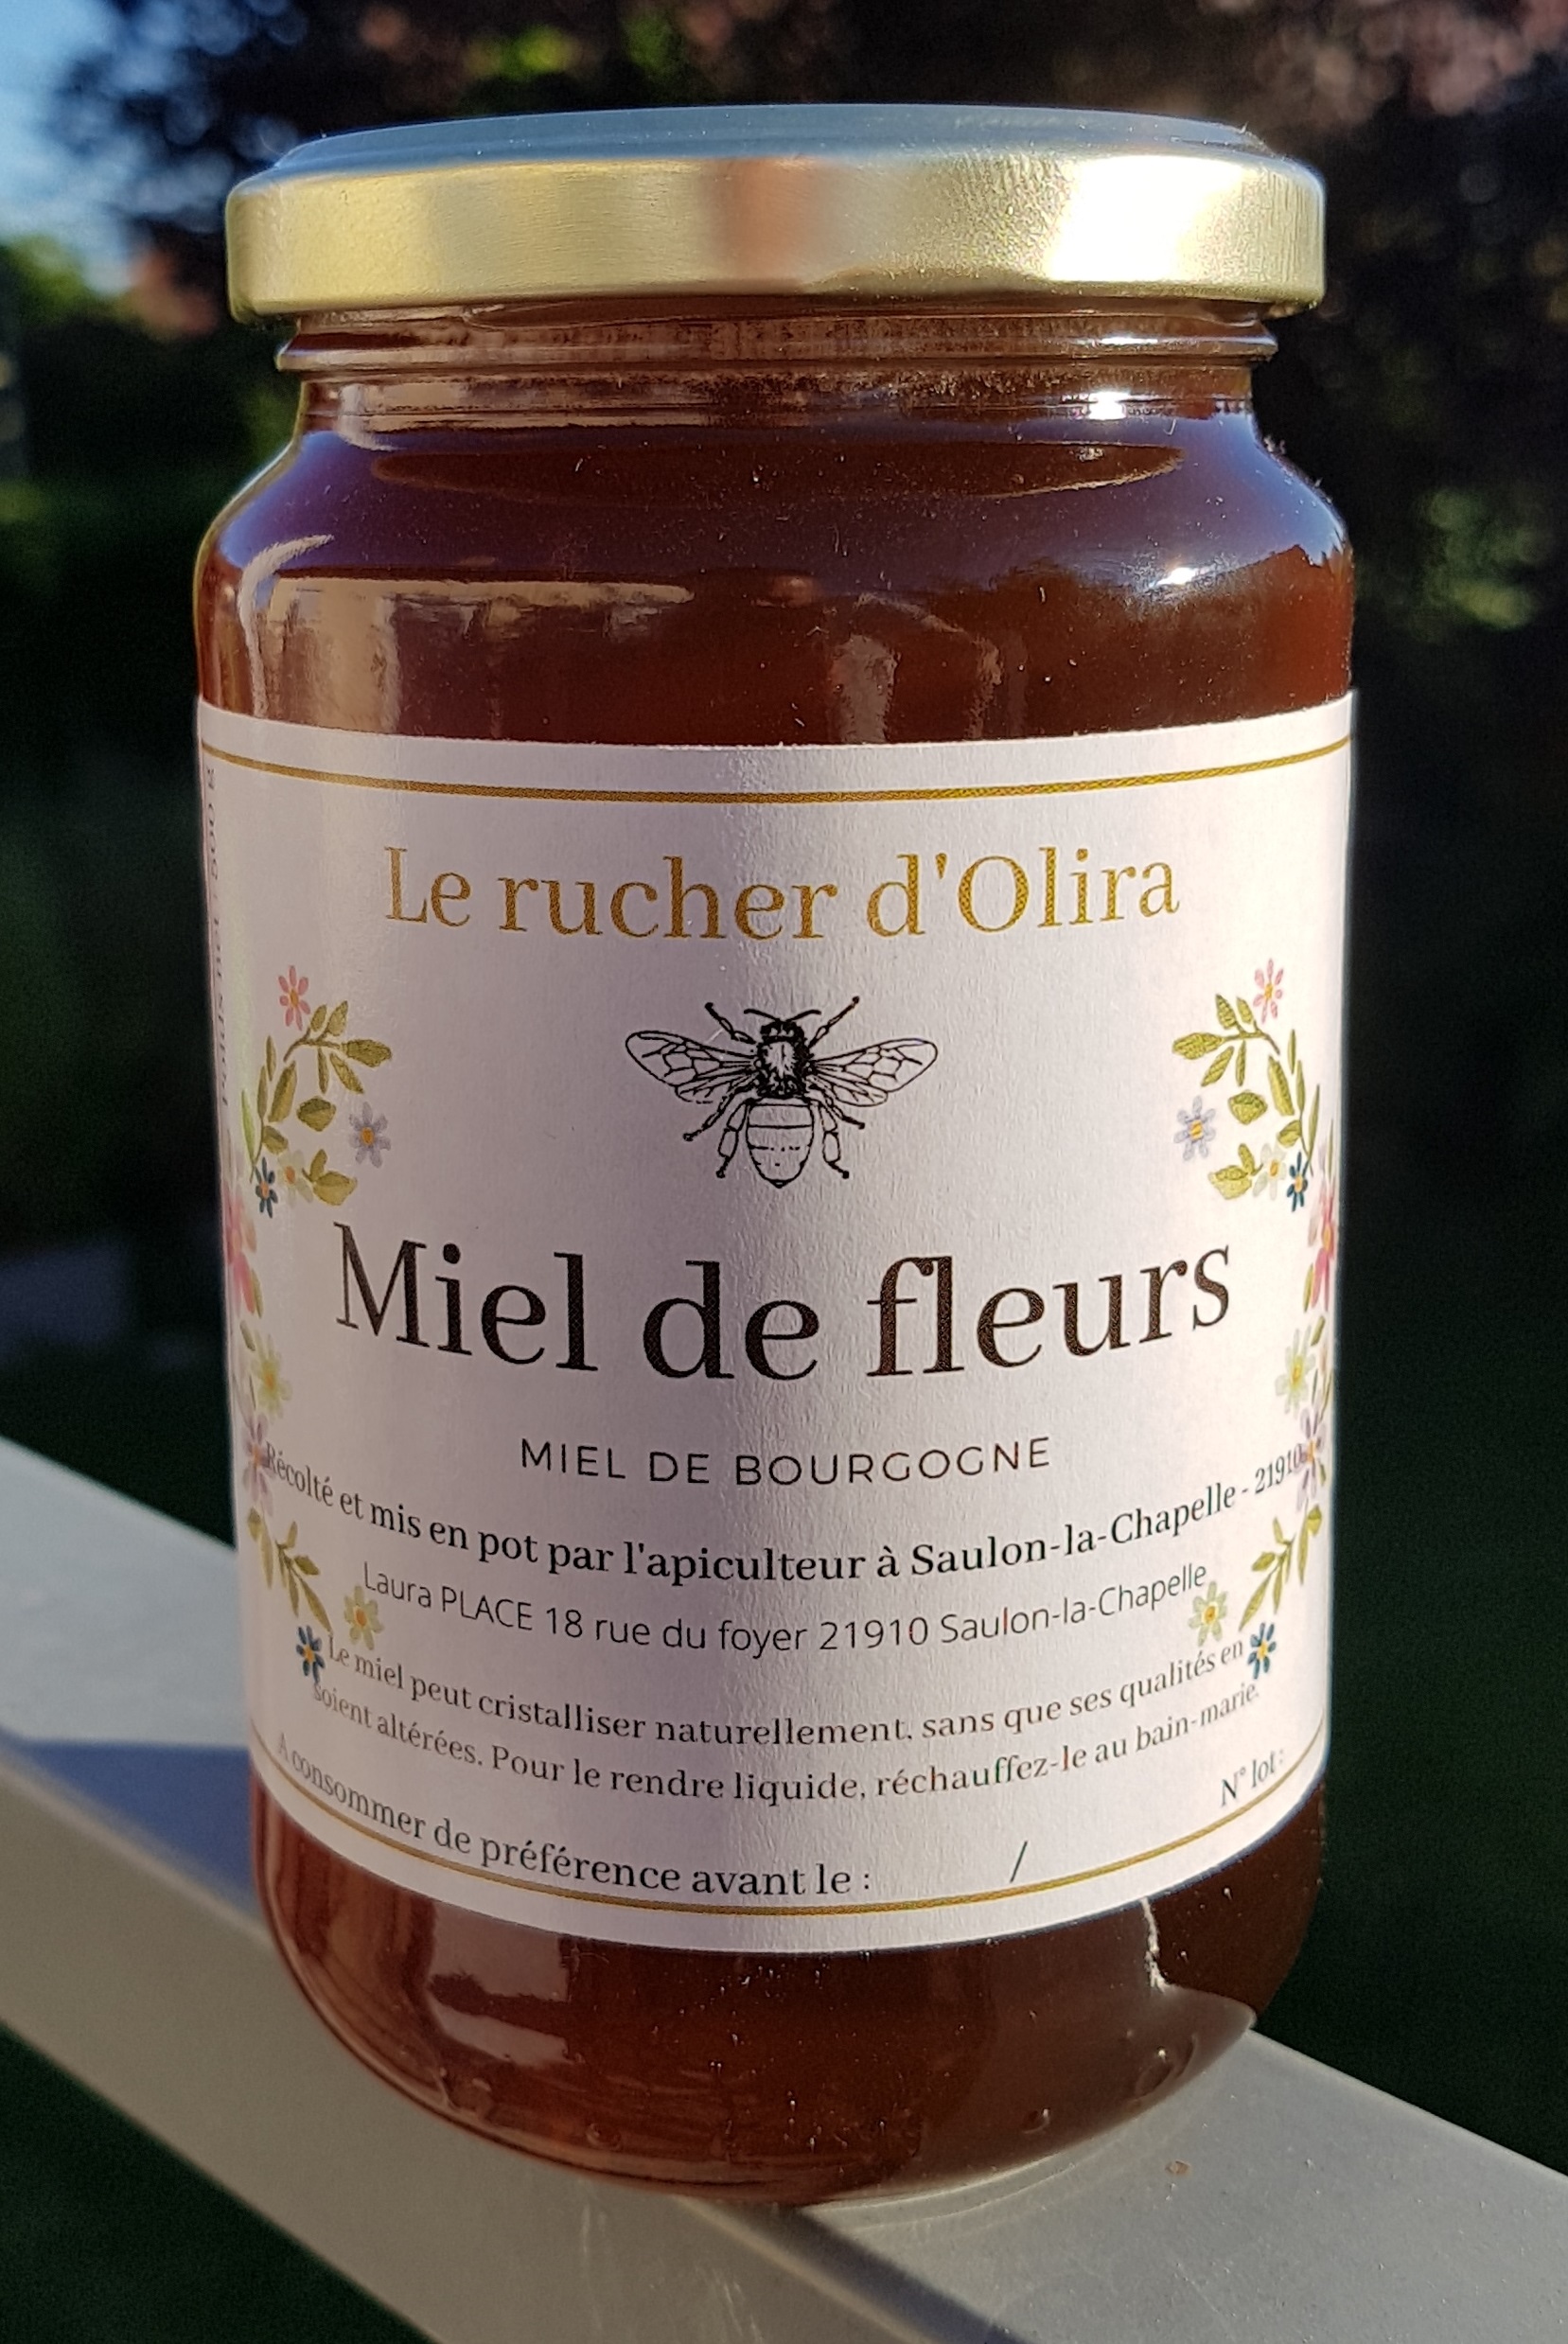 Le rucher d'Olira
Miel de fleurs
MIEL DE BOURGOGNE
Récolté et mis en pot par l'apiculteur à Saulon-la-Chapelle - 21910
Laura PLACE 18 rue du foyer 21910 Saulon-la-Chapelle
Le miel peut cristalliser naturellement, sans que ses qualités en
soient altérées. Pour le rendre liquide, réchauffez-le au bain-marie.
A consommer de préférence avant le : / N° lot :
Poids net : 500 g